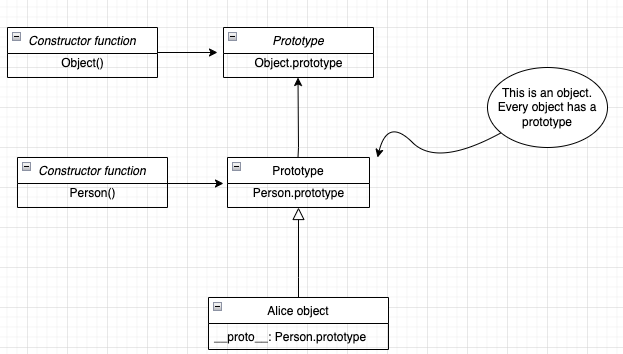 Constructor function
Object()
Prototype
Object.prototype
This is an object.
Every object has a
prototype
Constructor function
Person()
Prototype
Person.prototype
Alice object
__proto__: Person.prototype